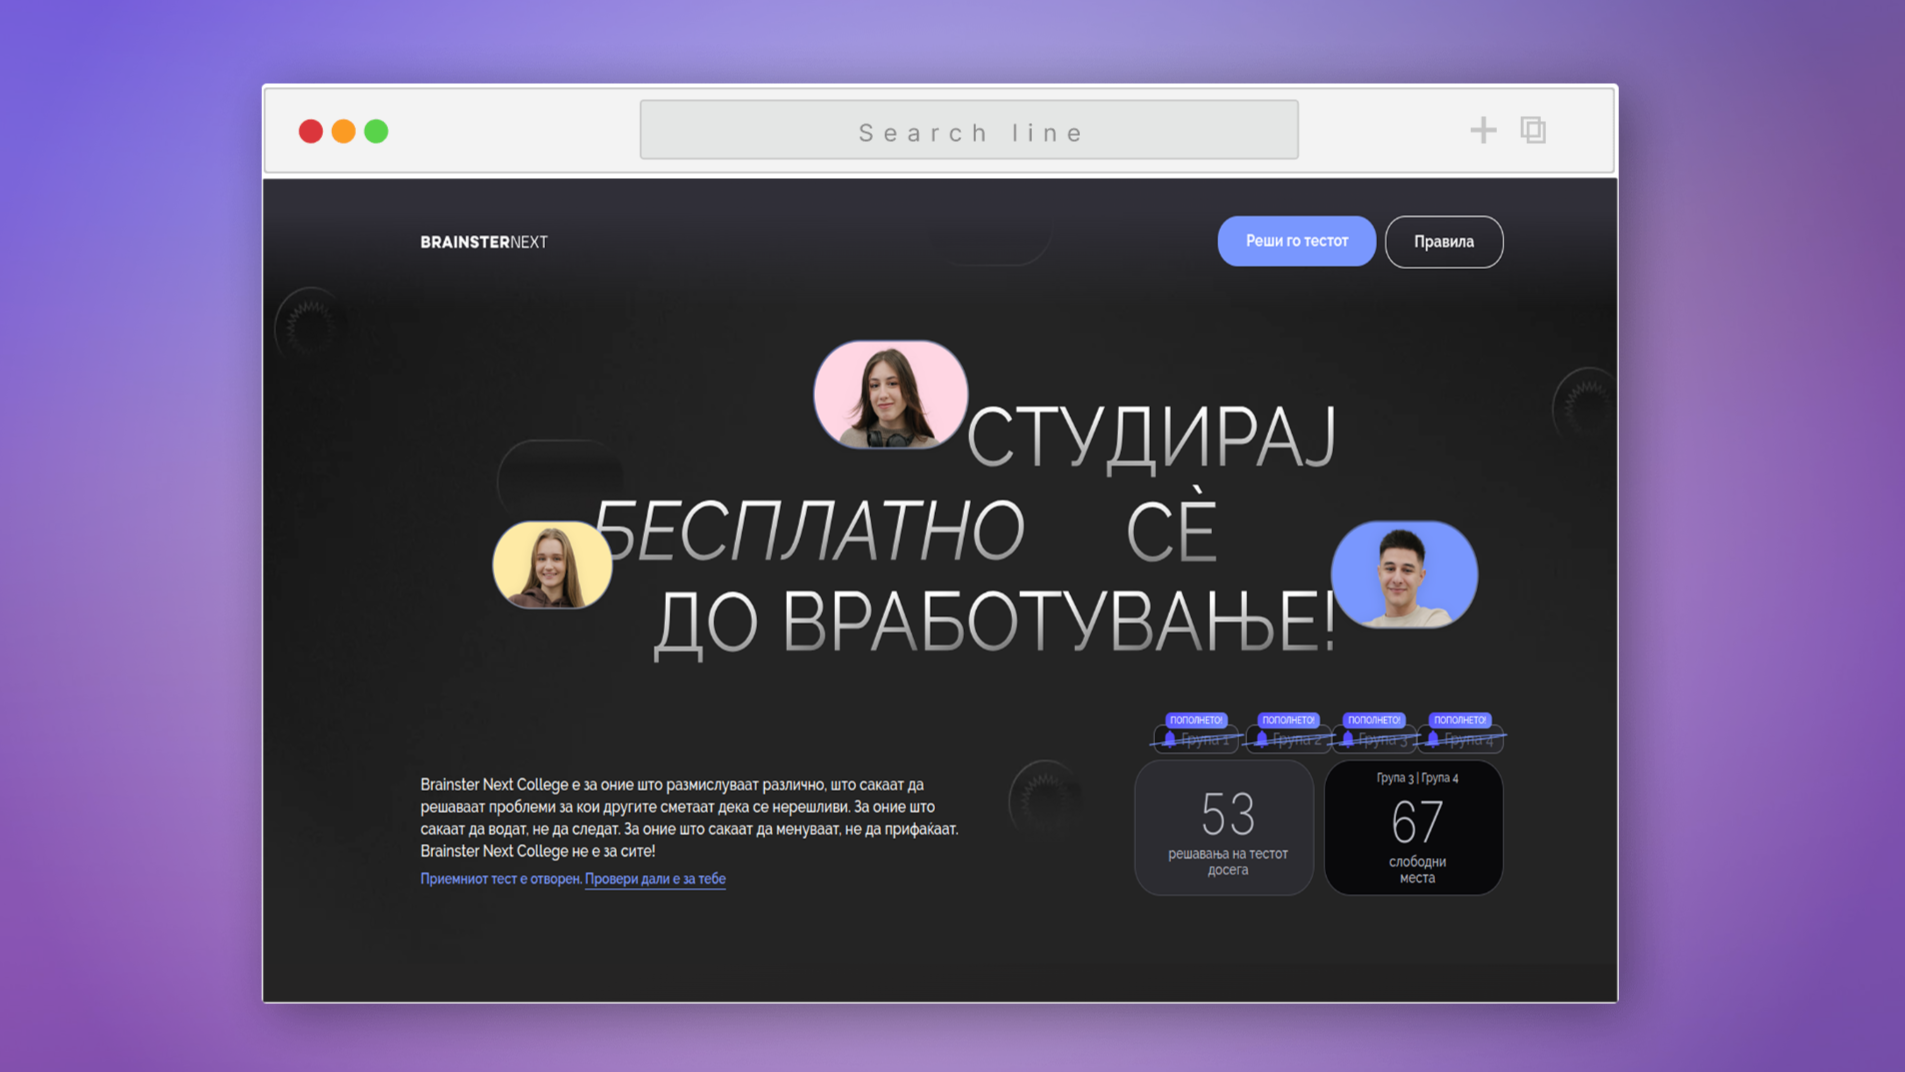 Search line
BRAINSTERNEXT
Реши го тестот
Правила
СТУДИРАЈ
БЕСПЛАТНО СÈ
ДО ВРАБОТУВАЊЕ!
ПОПОЛНЕТО! ПОПОЛНЕТО! ПОПОЛНЕТО! ПОПОЛНЕТО!
Група 1 Група 2 Група 3 Група 4
Brainster Next College е за оние што размислуваат различно, што сакаат да
решаваат проблеми за кои другите сметаат дека се нерешливи. За оние што
сакаат да водат, не да следат. За оние што сакаат да менуваат, не да прифаќаат.
Brainster Next College не е за сите!
Приемниот тест е отворен. Провери дали е за тебе
53
решавања на тестот
досега
Група 3 | Група 4
67
слободни
места